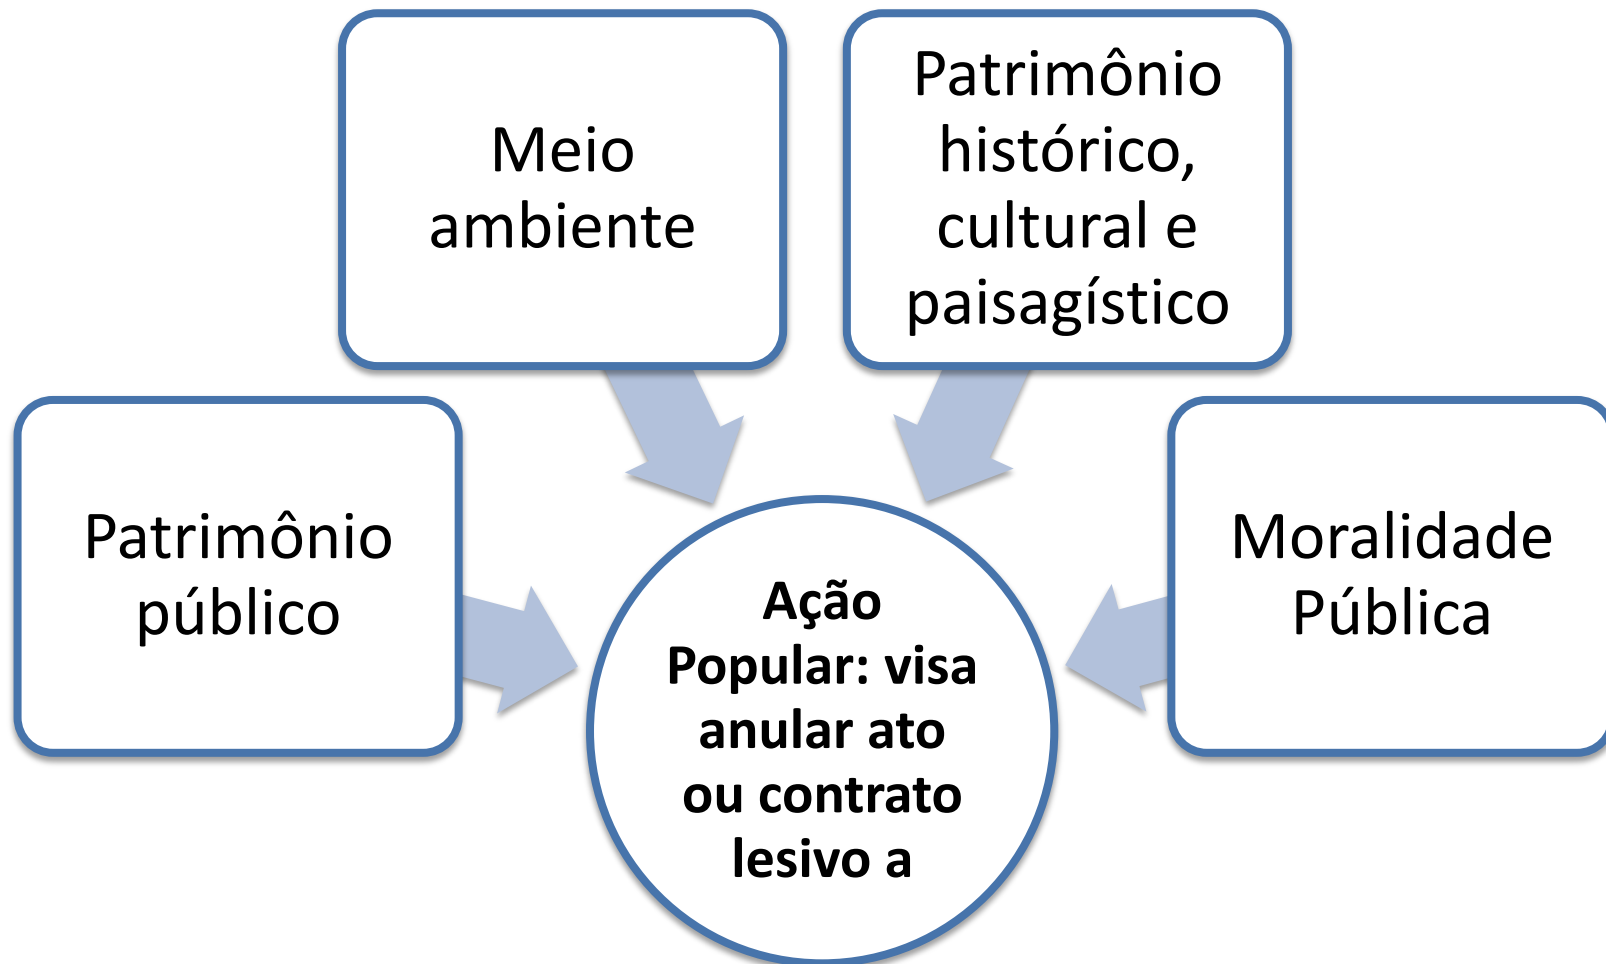 Meio
ambiente
Patrimônio
histórico,
cultural e
paisagístico
Patrimônio
público
Moralidade
Pública
Ação
Popular: visa
anular ato
ou contrato
lesivo a